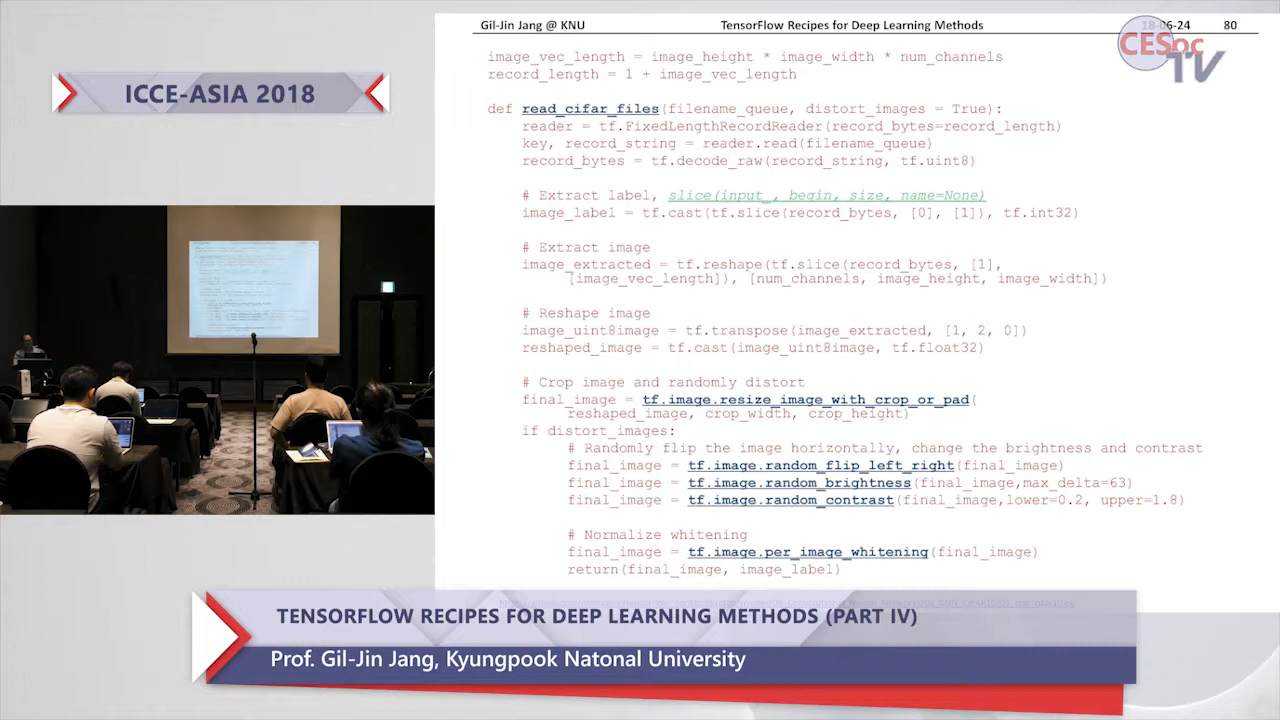 Gil-Jin Jang @ KNU TensorFlow Recipes for Deep Learning Methods 18-06-24 80
CESoc
TV
ICCE-ASIA 2018
image_vec_length = image_height * image_width * num_channels
record_length = 1 + image_vec_length
def read_cifar_files(filename_queue, distort_images = True):
reader = tf.FixedLengthRecordReader(record_bytes=record_length)
key, record_string = reader.read(filename_queue)
record_bytes = tf.decode_raw(record_string, tf.uint8)
# Extract label, slice(input_, begin, size, name=None)
image_label = tf.cast(tf.slice(record_bytes, [0], [1]), tf.int32)
# Extract image
image_extracted = tf.reshape(tf.slice(record_bytes, [1],
[image_vec_length]), [num_channels, image_height, image_width])
# Reshape image
image_uint8image = tf.transpose(image_extracted, [1, 2, 0])
reshaped_image = tf.cast(image_uint8image, tf.float32)
# Crop image and randomly distort
final_image = tf.image.resize_image_with_crop_or_pad(
reshaped_image, crop_width, crop_height)
if distort_images:
# Randomly flip the image horizontally, change the brightness and contrast
final_image = tf.image.random_flip_left_right(final_image)
final_image = tf.image.random_brightness(final_image,max_delta=63)
final_image = tf.image.random_contrast(final_image,lower=0.2, upper=1.8)
# Normalize whitening
final_image = tf.image.per_image_whitening(final_image)
return(final_image, image_label)
TENSORFLOW RECIPES FOR DEEP LEARNING METHODS (PART IV)
Prof. Gil-Jin Jang, Kyungpook Natonal University